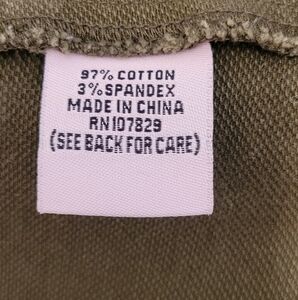 97% COTTON
3% SPANDEX
MADE IN CHINA
RN107829
(SEE BACK FOR CARE)